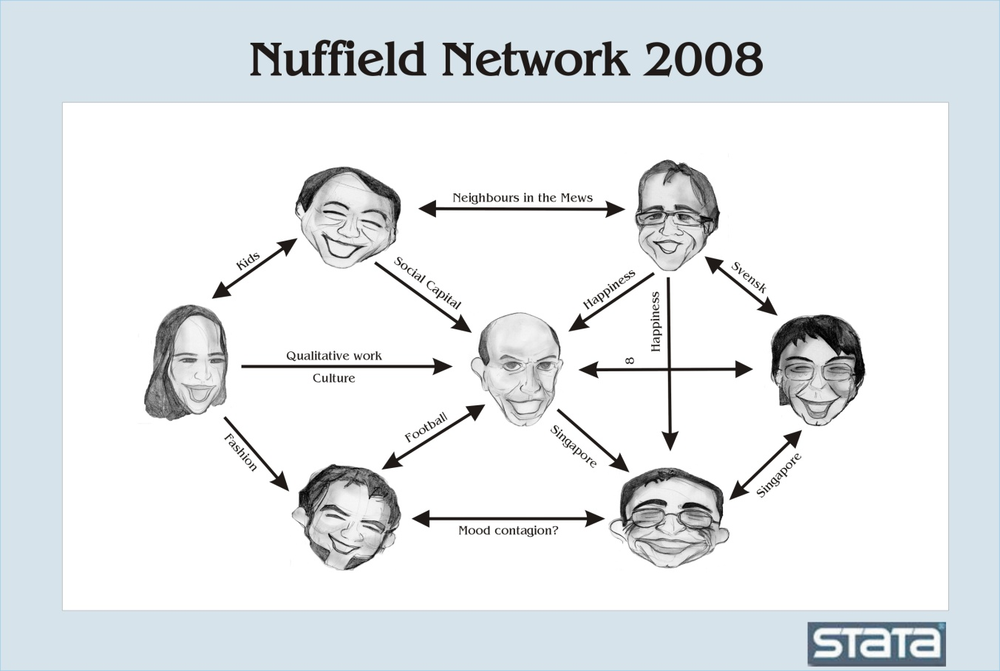 Nuffield Network 2008
Neighbours in the Mews
Kids
Social Capital
Happiness
Svensk
Happiness
Qualitative work
Culture
8
Football
Singapore
Fashion
Singapore
Mood contagion?
STATA